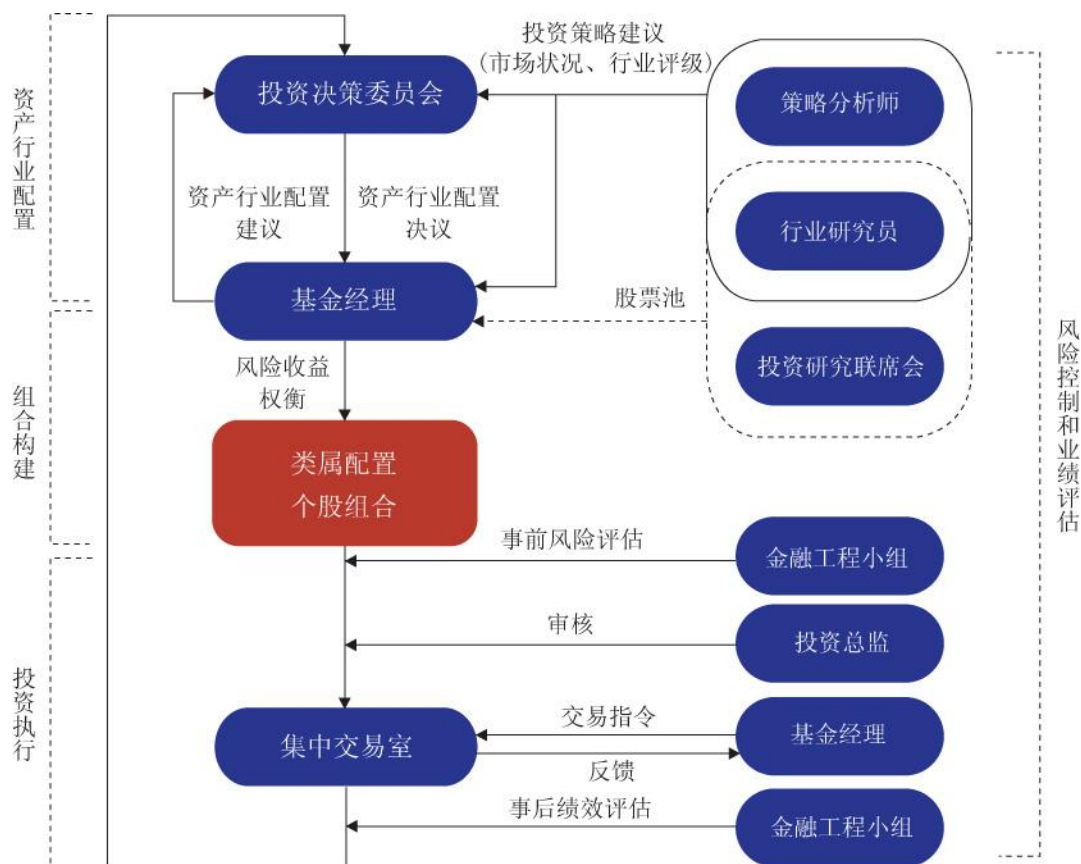 投资策略建议
(市场状况、行业评级)
投资决策委员会
策略分析师
资产行业配置
资产行业配置
建议
资产行业配置
决议
行业研究员
基金经理
股票池
投资研究联席会
风险收益
权衡
组合构建
类属配置
个股组合
风险控制和业绩评估
事前风险评估
金融工程小组
审核
投资总监
投资执行
集中交易室
交易指令
反馈
基金经理
事后绩效评估
金融工程小组